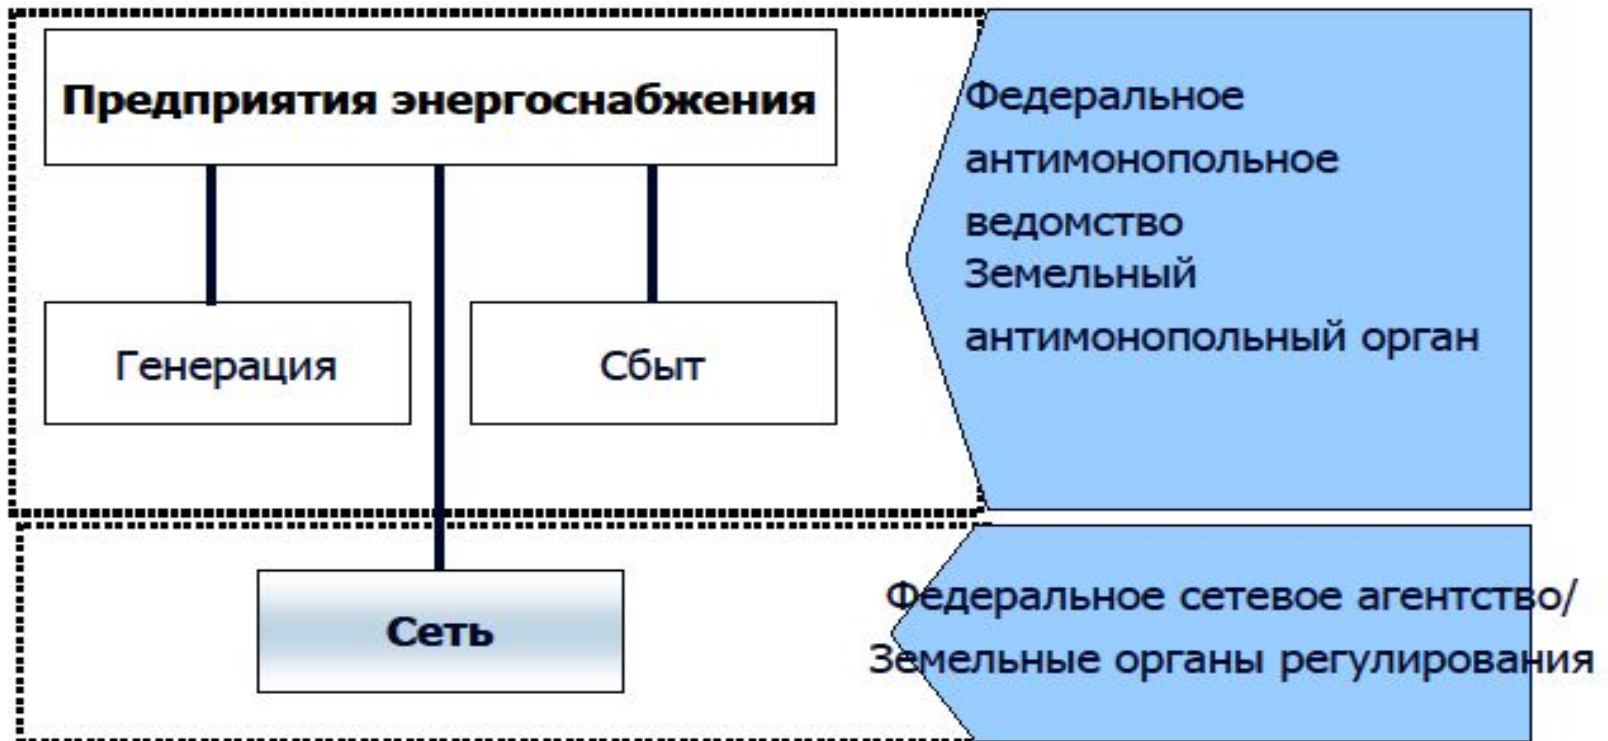 Предприятия энергоснабжения
Генерация
Сбыт
Сеть
Федеральное
антимонопольное
ведомство
Земельный
антимонопольный орган
Федеральное сетевое агентство/
Земельные органы регулирования